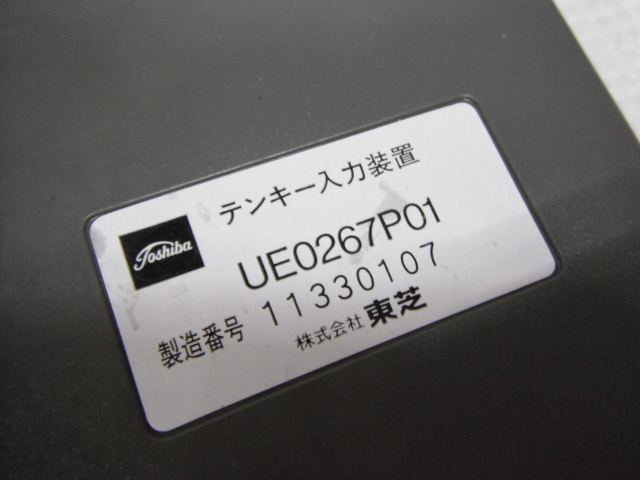 テンキー入力装置
Toshiba
UE0267P01
製造番号 11330107
株式会社 東芝